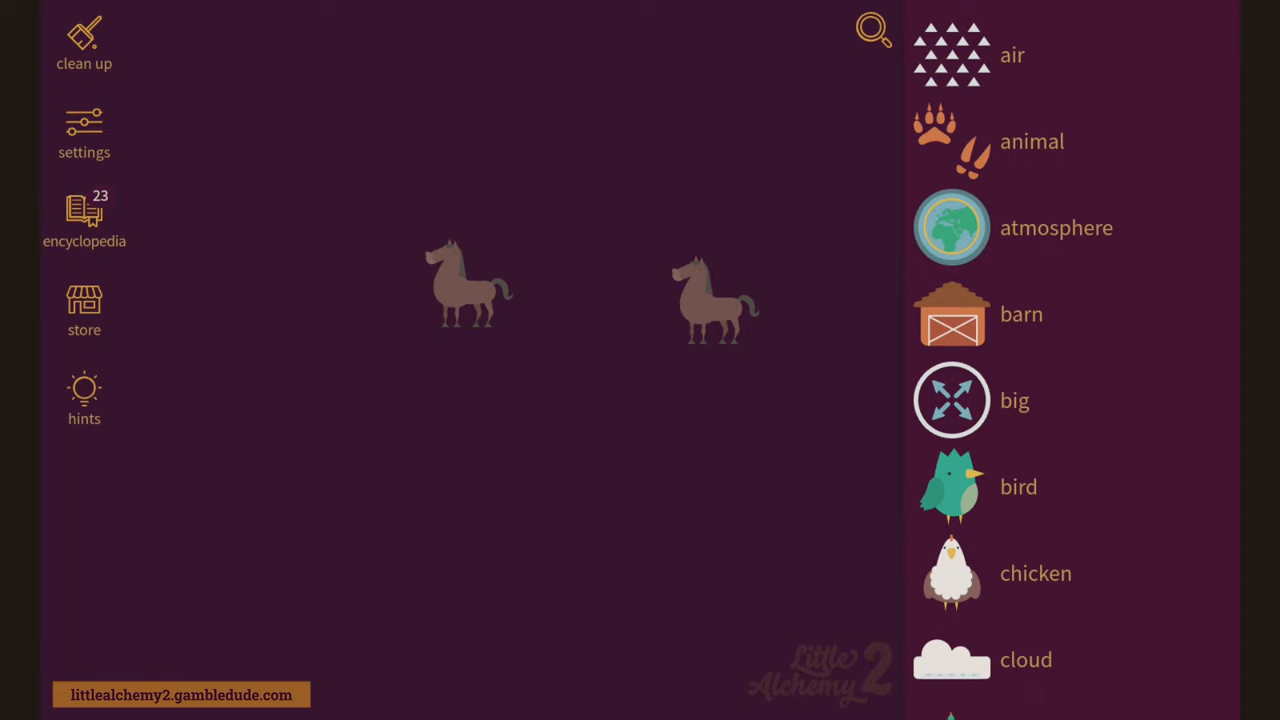 clean up
settings
23
encyclopedia
store
hints
littlealchemy2.gambledude.com
Little
Alchemy 2
air
animal
atmosphere
barn
big
bird
chicken
cloud